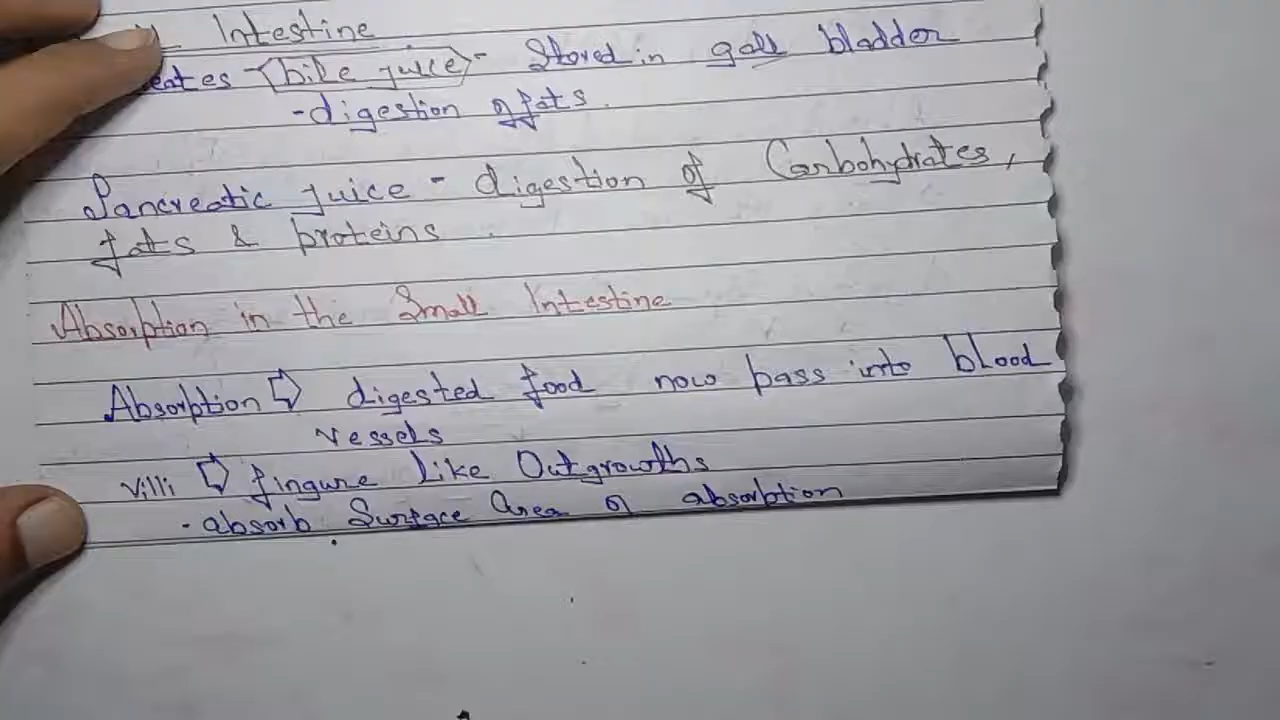 Intestine
eates - bile juice - Stored in gall bladder
- digestion of fats.
Pancreatic juice - digestion of Carbohydrates,
fats & proteins.
Absorption in the Small Intestine
Absorption ⇨ digested food now pass into blood
vessels
Villi ⇨ fingure like Outgrowths
- absorb Surface Area of absorption